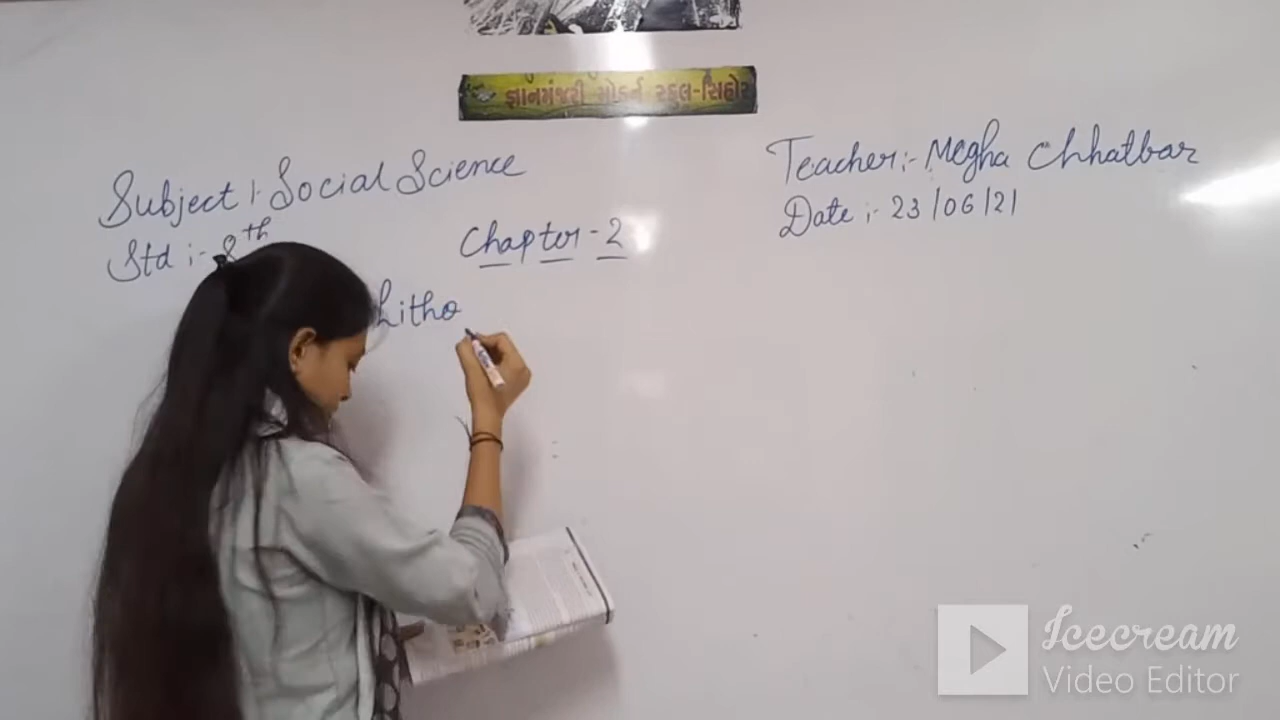 જ્ઞાનમંજરી મોડર્ન સ્કુલ-સિહોર
Subject :- Social Science
Teacher :- Megha Chhatbar
Std :- 8th
Date :- 23/06/21
Chapter - 2
Litho
Icecream
Video Editor